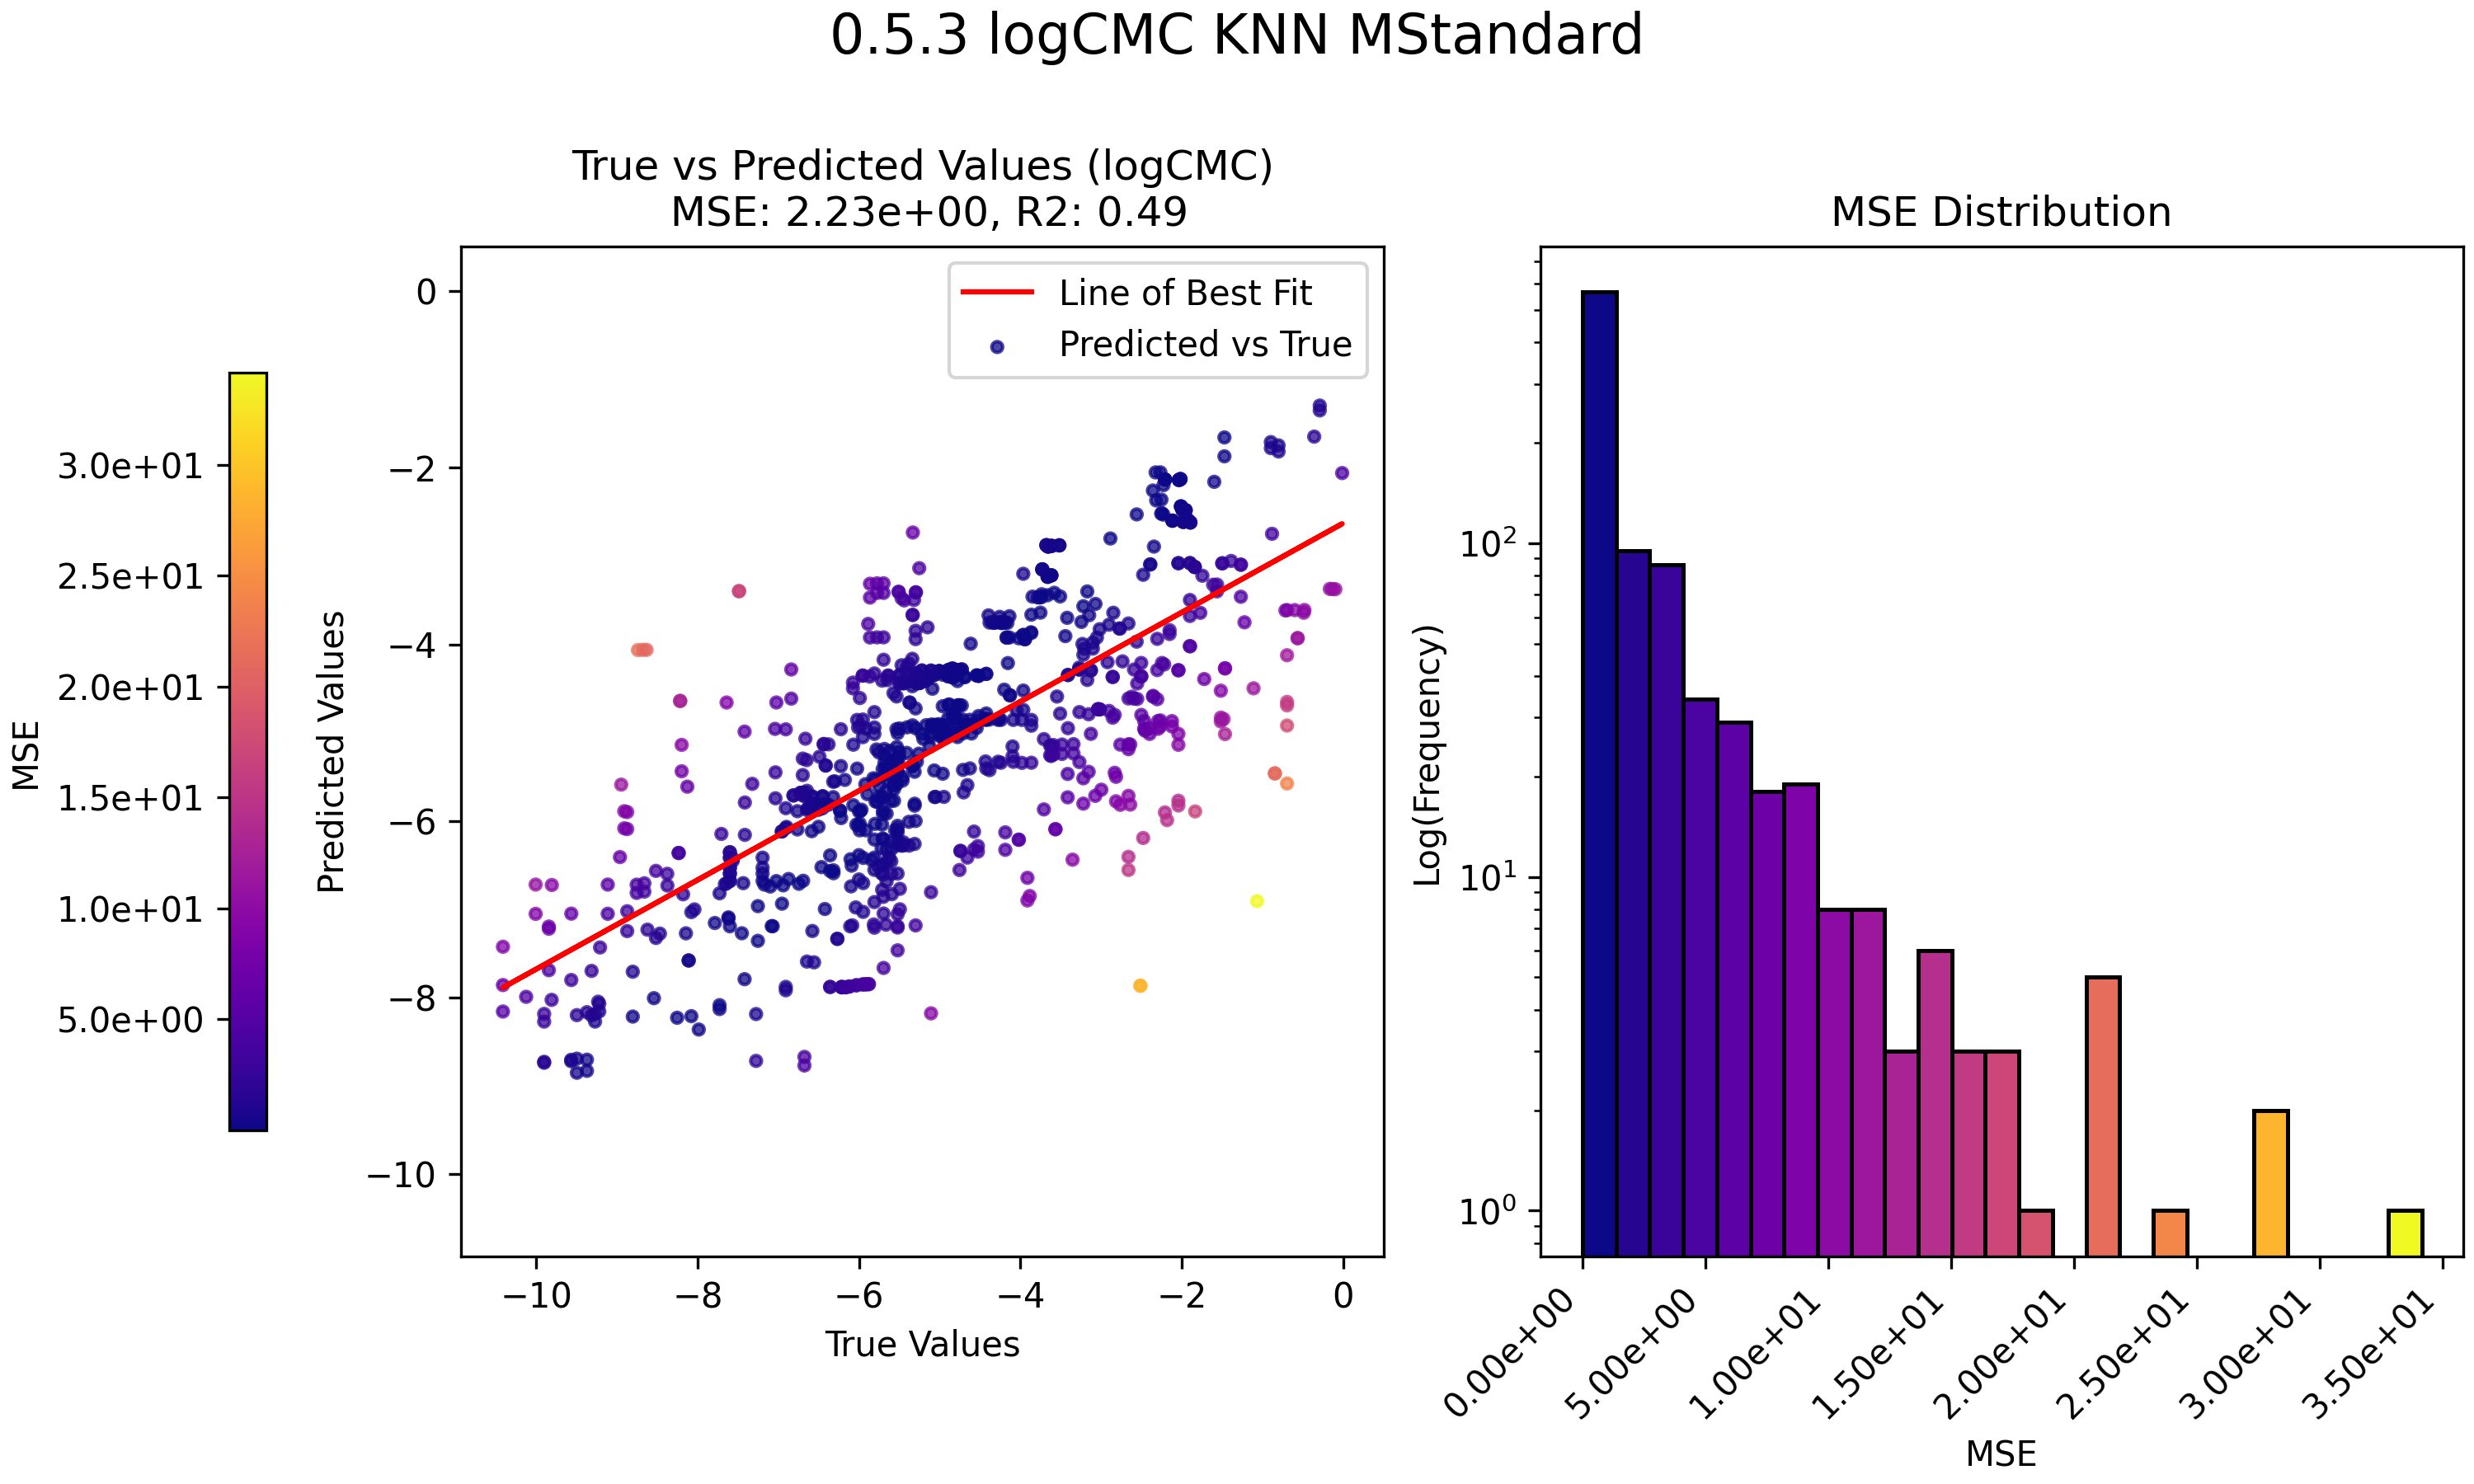 0.5.3 logCMC KNN MStandard
True vs Predicted Values (logCMC)
MSE: 2.23e+00, R2: 0.49
MSE Distribution
Line of Best Fit
Predicted vs True
MSE
3.0e+01
2.5e+01
2.0e+01
1.5e+01
1.0e+01
5.0e+00
Predicted Values
0
−2
−4
−6
−8
−10
−10 −8 −6 −4 −2 0
True Values
Log(Frequency)
10²
10¹
10⁰
0.00e+00 5.00e+00 1.00e+01 1.50e+01 2.00e+01 2.50e+01 3.00e+01 3.50e+01
MSE